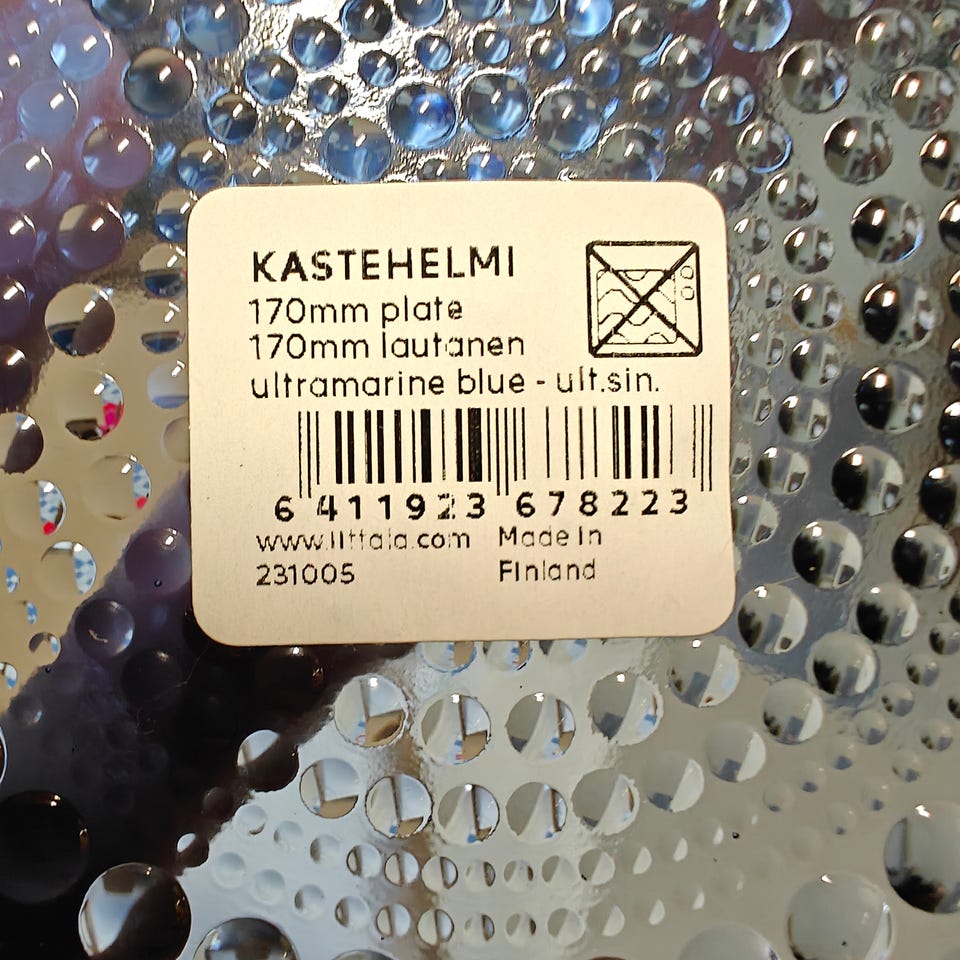 KASTEHELMI
170mm plate
170mm lautanen
ultramarine blue - ult.sin.
6 411923 678223
www.iittala.com Made in
231005 Finland